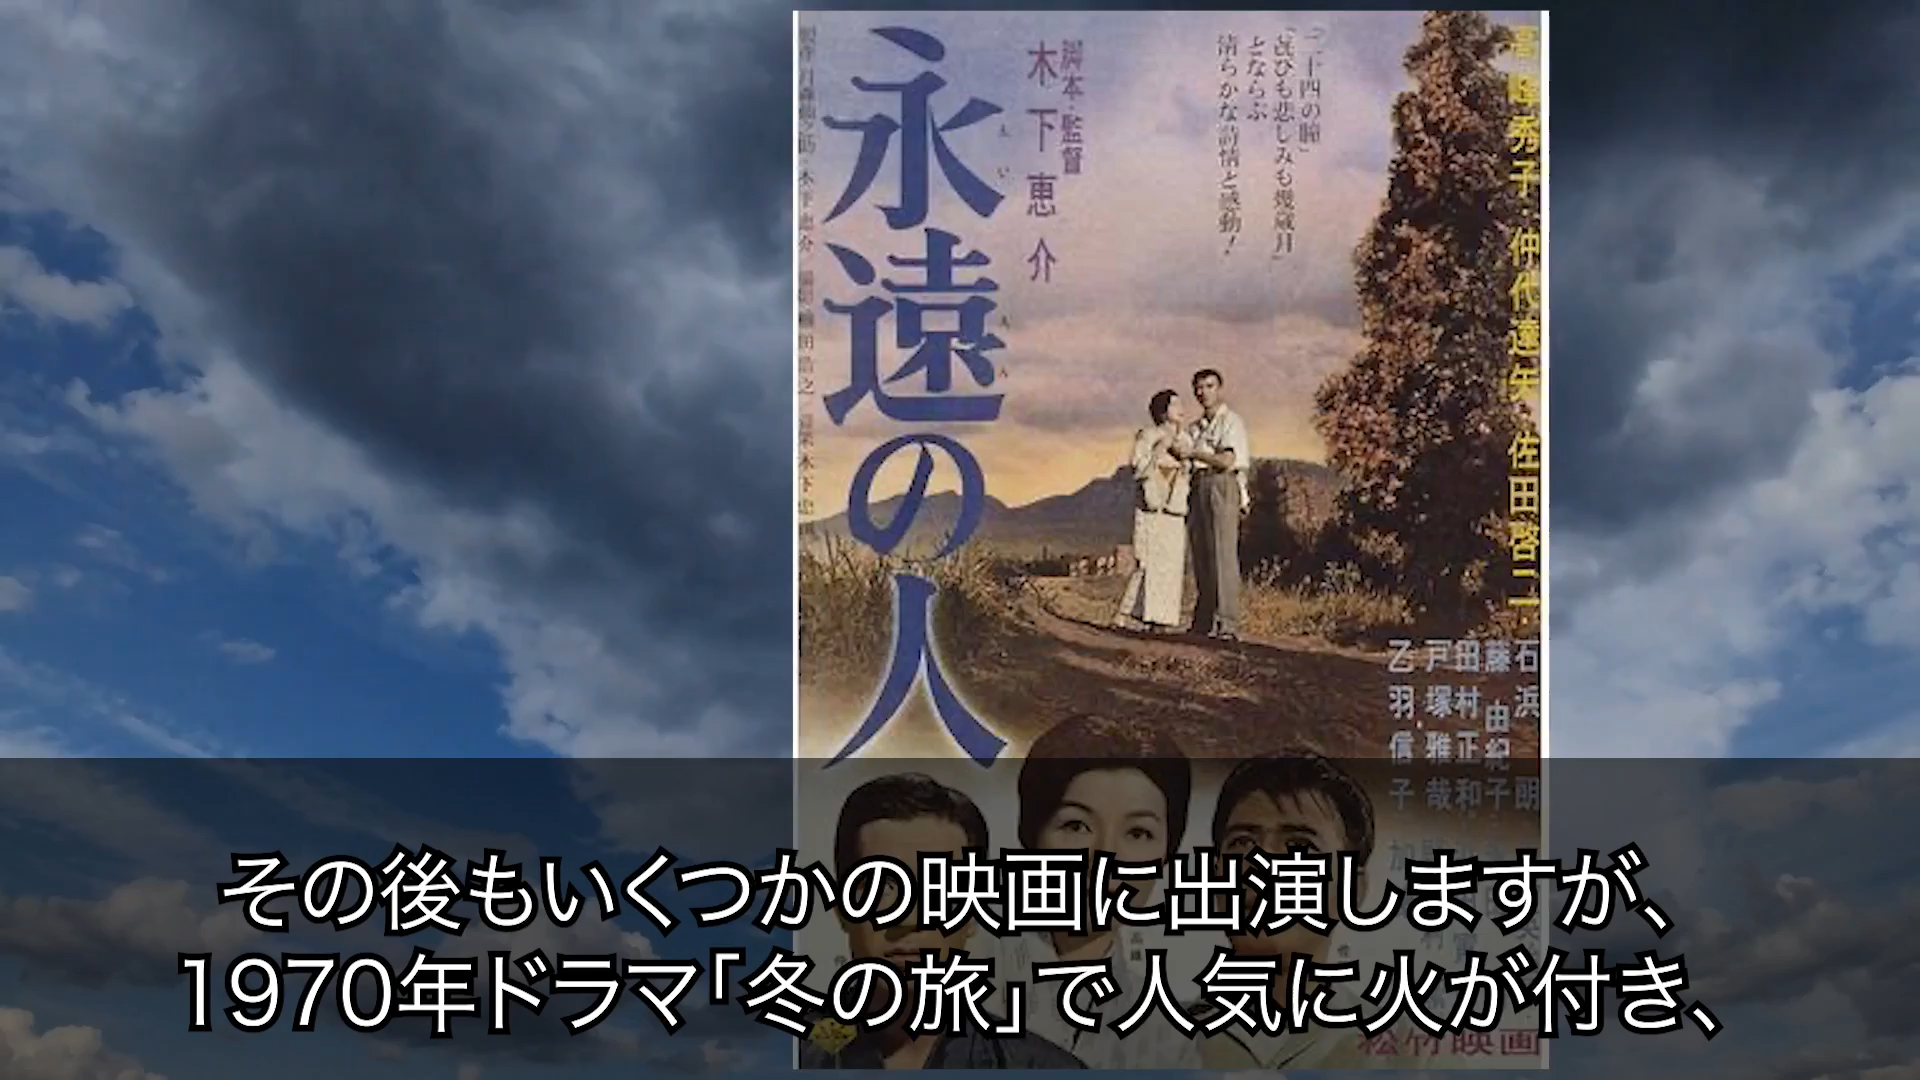 永遠の人
えいえん
脚本・監督
木下恵介
「二十四の瞳」
「喜びも悲しみも幾歳月」
とならぶ
清らかな詩情と感動！
高峰秀子・仲代達矢・佐田啓二
石浜朗
藤由紀子
田村正和
戸塚雅哉
乙羽信子
松竹映画
その後もいくつかの映画に出演しますが、
1970年ドラマ「冬の旅」で人気に火が付き、